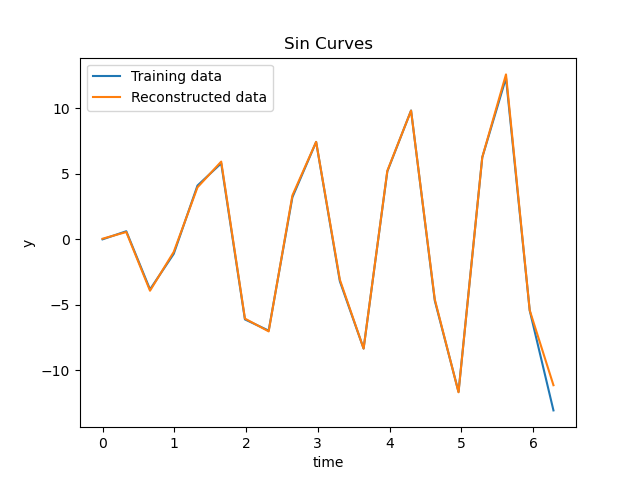 Sin Curves
Training data
Reconstructed data
10
5
0
−5
−10
y
0 1 2 3 4 5 6
time